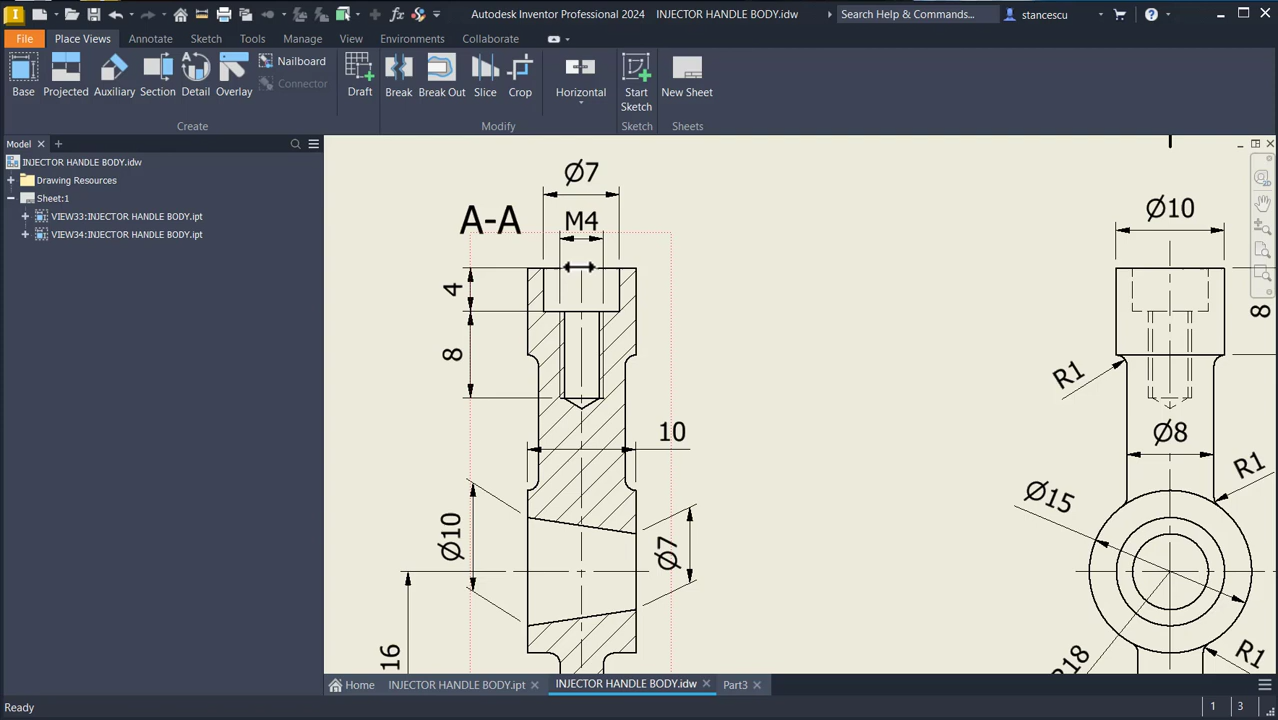 Autodesk Inventor Professional 2024 INJECTOR HANDLE BODY.idw
Search Help & Commands...
stancescu
File Place Views Annotate Sketch Tools Manage View Environments Collaborate
Base
Projected
Auxiliary
Section
Detail
Overlay
Nailboard
Connector
Draft
Break
Break Out
Slice
Crop
Horizontal
Start
Sketch
New Sheet
Create
Modify
Sketch
Sheets
Model
INJECTOR HANDLE BODY.idw
Drawing Resources
Sheet:1
VIEW33:INJECTOR HANDLE BODY.ipt
VIEW34:INJECTOR HANDLE BODY.ipt
Ø7
A-A
M4
4
8
10
Ø10
Ø7
16
Ø10
8
R1
Ø8
R1
Ø15
R18
R1
Home INJECTOR HANDLE BODY.ipt INJECTOR HANDLE BODY.idw Part3
Ready
1 3